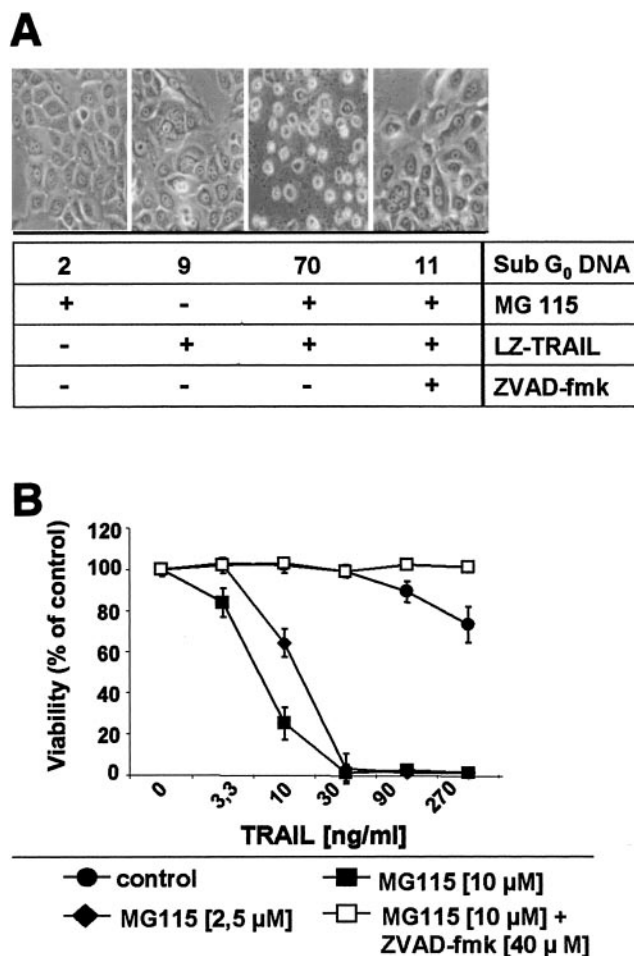 A
2 9 70 11 Sub G₀ DNA
+ - + + MG 115
- + + + LZ-TRAIL
- - - + ZVAD-fmk
B
120
100
80
60
40
20
0
Viability (% of control)
0 3,3 10 30 90 270
TRAIL [ng/ml]
control MG115 [10 µM]
MG115 [2,5 µM] MG115 [10 µM] +
ZVAD-fmk [40 µ M]